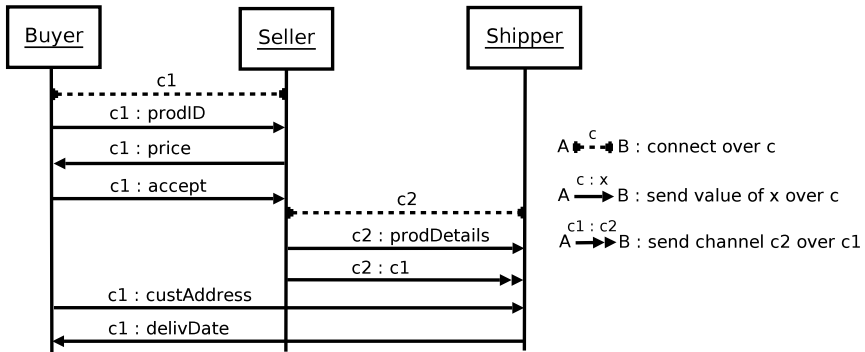 Buyer
Seller
Shipper
c1
c1 : prodID
c1 : price
c1 : accept
c2
c2 : prodDetails
c2 : c1
c1 : custAddress
c1 : delivDate
c
A B : connect over c
c : x
A B : send value of x over c
c1 : c2
A B : send channel c2 over c1